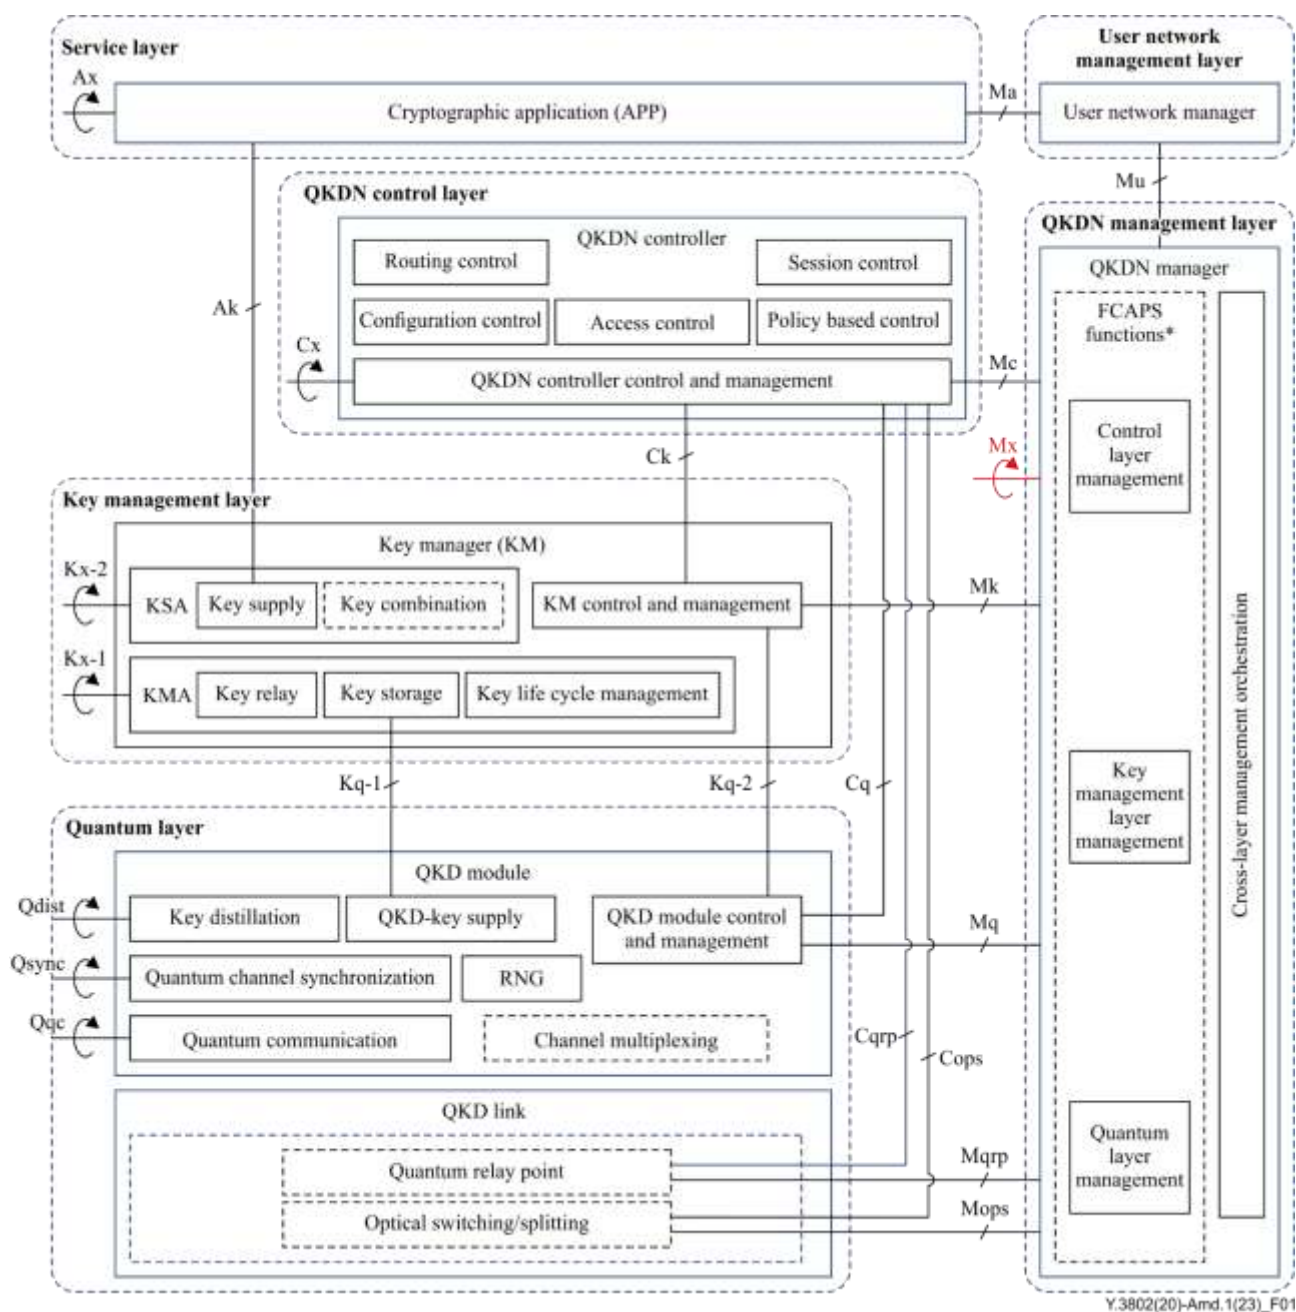 Service layer
Ax
Cryptographic application (APP)
Ma
User network
management layer
User network manager
Mu
QKDN control layer
QKDN controller
Routing control
Session control
Configuration control
Access control
Policy based control
Cx
QKDN controller control and management
Ak
Mc
Ck
QKDN management layer
QKDN manager
FCAPS
functions*
Control
layer
management
Mx
Key management layer
Key manager (KM)
Kx-2
KSA
Key supply
Key combination
KM control and management
Mk
Kx-1
KMA
Key relay
Key storage
Key life cycle management
Kq-1
Kq-2
Cq
Key
management
layer
management
Cross-layer management orchestration
Quantum layer
QKD module
Qdist
Key distillation
QKD-key supply
QKD module control
and management
Mq
Qsync
Quantum channel synchronization
RNG
Qqc
Quantum communication
Channel multiplexing
Cqrp
Cops
QKD link
Quantum relay point
Mqrp
Optical switching/splitting
Mops
Quantum
layer
management
Y.3802(20)-Amd.1(23)_F01